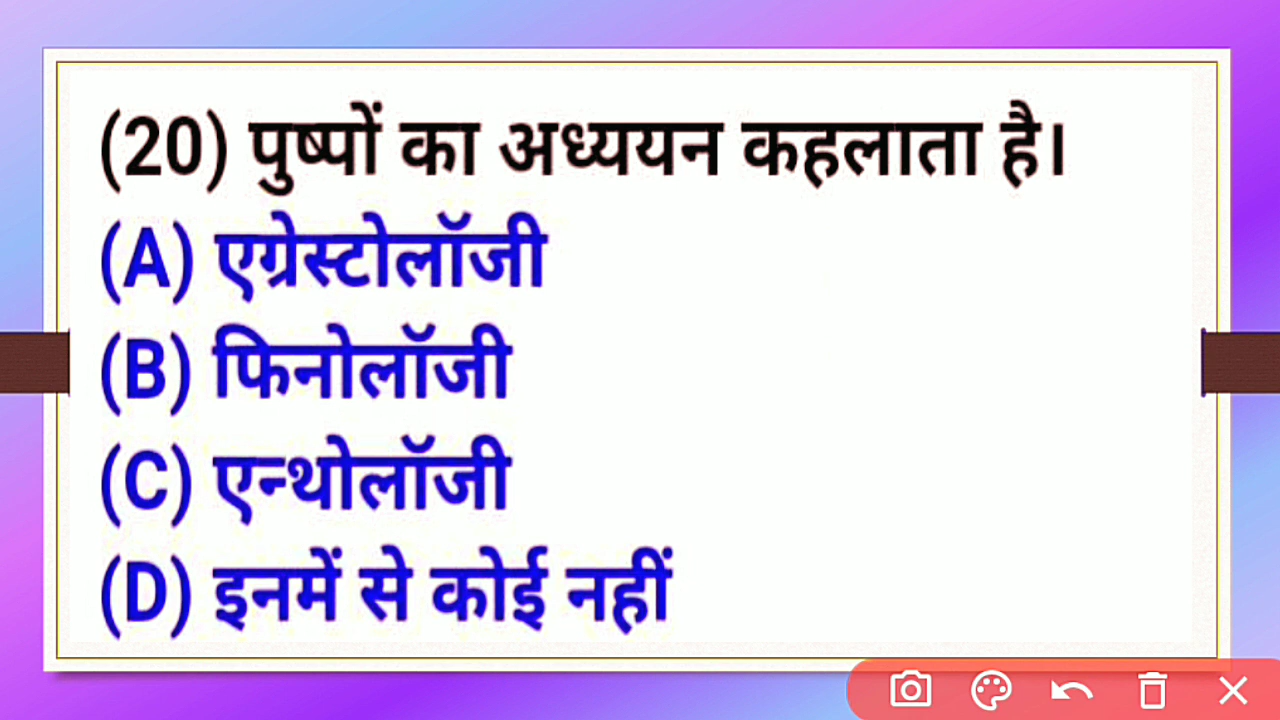 (20) पुष्पों का अध्ययन कहलाता है।
(A) एग्रेस्टोलॉजी
(B) फिनोलॉजी
(C) एन्थोलॉजी
(D) इनमें से कोई नहीं